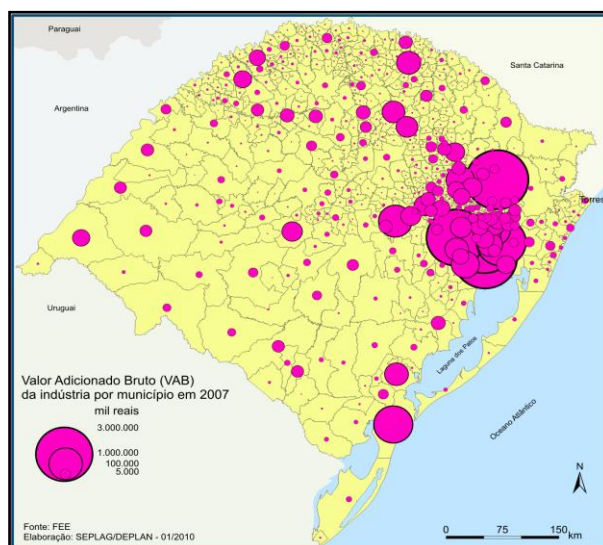 Paraguai
Santa Catarina
Argentina
Torres
Uruguai
Laguna dos Patos
Oceano Atlântico
Valor Adicionado Bruto (VAB)
da indústria por município em 2007
mil reais
3.000.000
1.000.000
100.000
5.000
N
0 75 150
km
Fonte: FEE
Elaboração: SEPLAG/DEPLAN - 01/2010